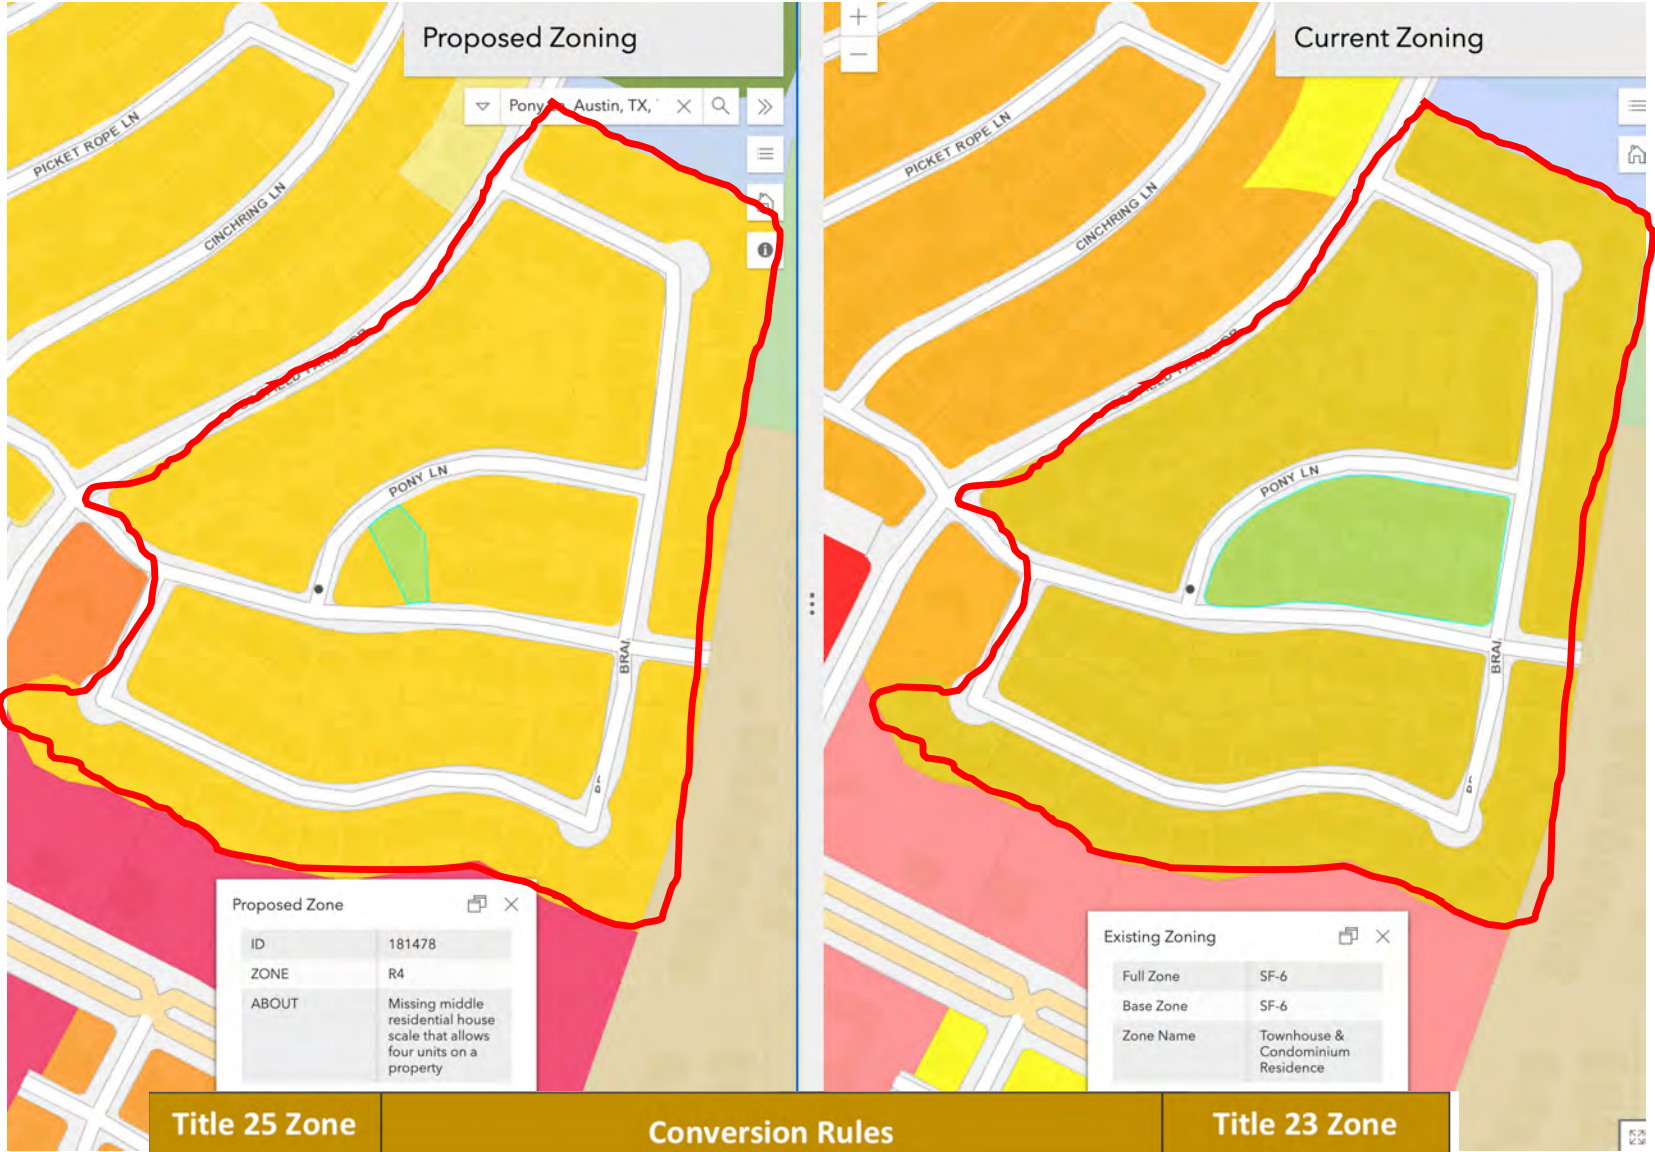 Proposed Zoning
Current Zoning
Austin, TX,
PICKET ROPE LN
CINCHRING LN
PONY LN
BRAI
PICKET ROPE LN
CINCHRING LN
PONY LN
BRAI
Proposed Zone
ID 181478
ZONE R4
ABOUT Missing middle
residential house
scale that allows
four units on a
property
Existing Zoning
Full Zone SF-6
Base Zone SF-6
Zone Name Townhouse &
Condominium
Residence
Title 25 Zone
Conversion Rules
Title 23 Zone